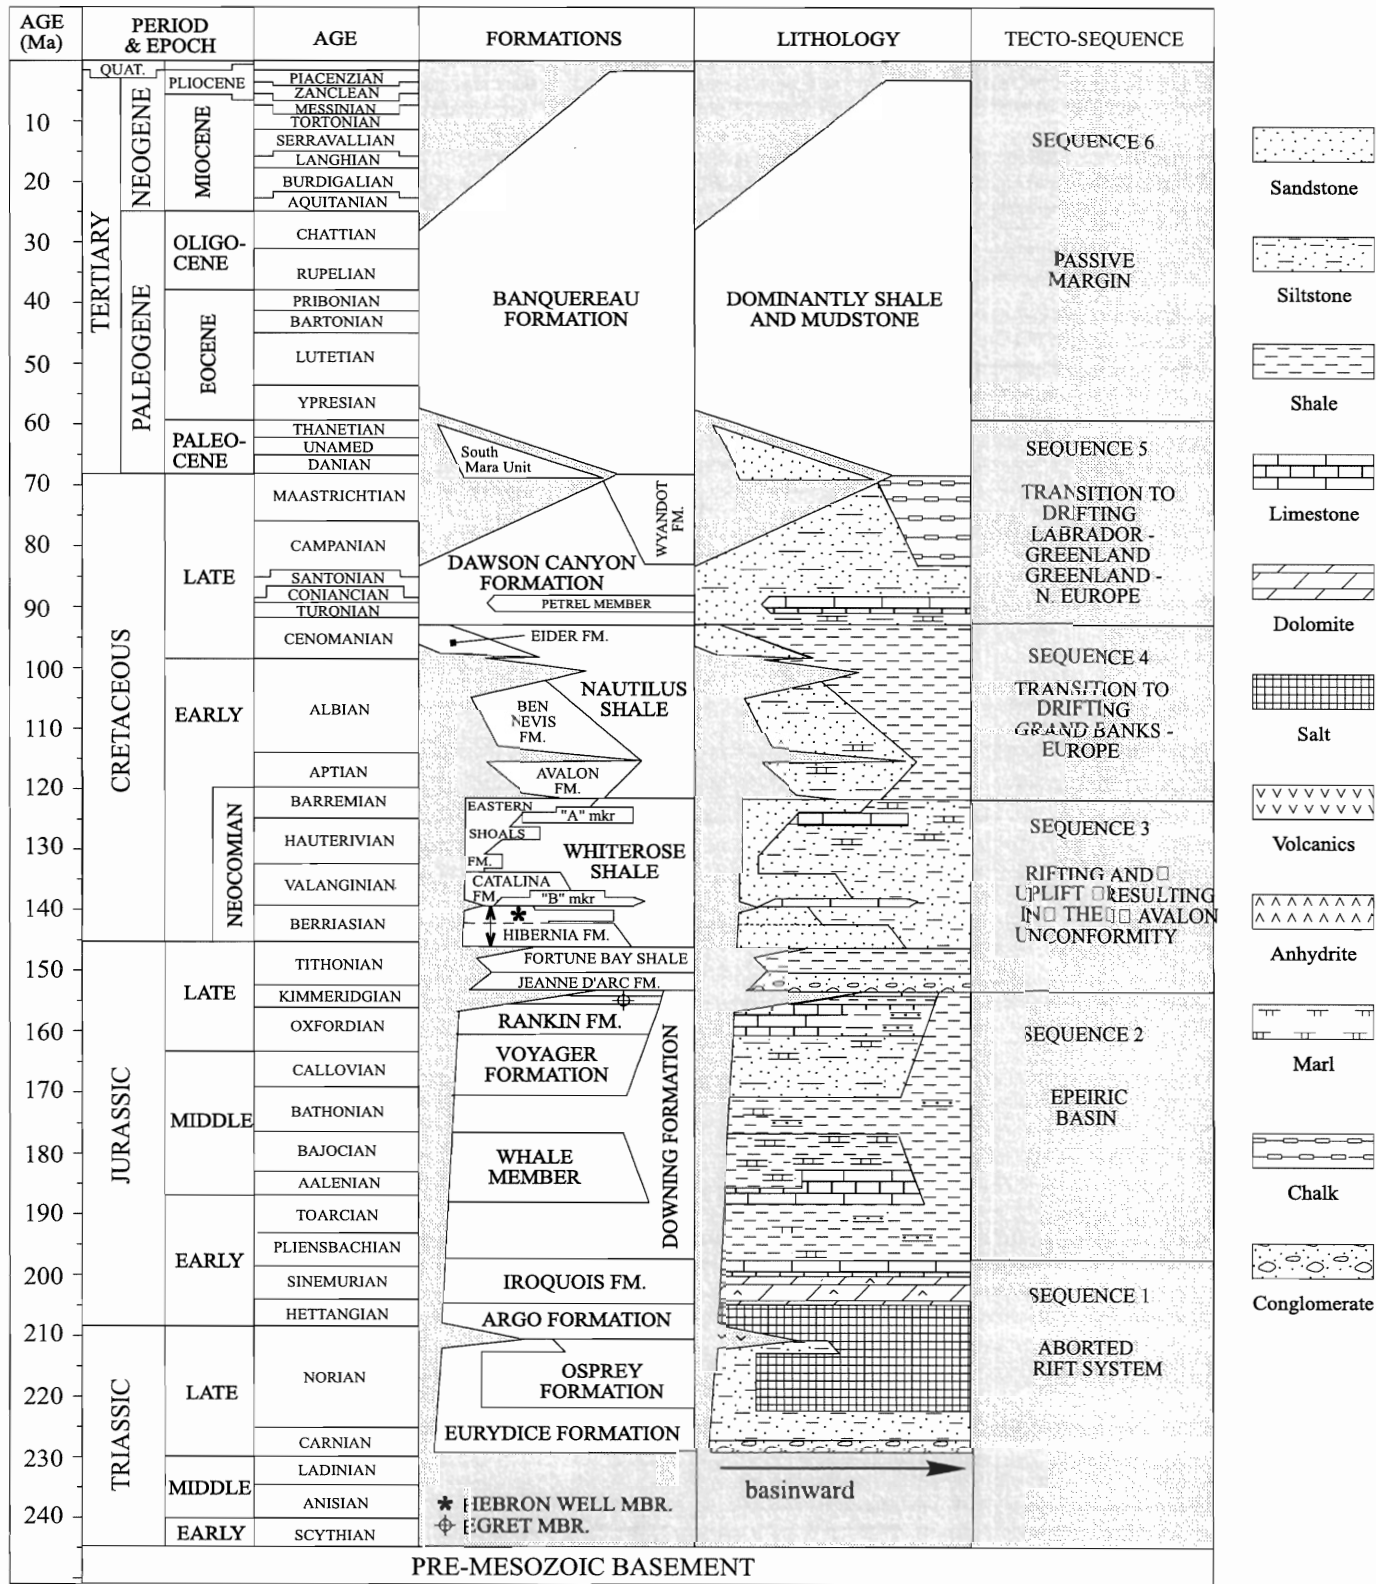 AGE
(Ma)
PERIOD
& EPOCH
AGE
FORMATIONS
LITHOLOGY
TECTO-SEQUENCE
10
20
30
40
50
60
70
80
90
100
110
120
130
140
150
160
170
180
190
200
210
220
230
240
QUAT.
TERTIARY
NEOGENE
PALEOGENE
CRETACEOUS
NEOCOMIAN
JURASSIC
TRIASSIC
PLIOCENE
MIOCENE
OLIGO-
CENE
EOCENE
PALEO-
CENE
LATE
EARLY
LATE
MIDDLE
EARLY
LATE
MIDDLE
EARLY
PIACENZIAN
ZANCLEAN
MESSINIAN
TORTONIAN
SERRAVALLIAN
LANGHIAN
BURDIGALIAN
AQUITANIAN
CHATTIAN
RUPELIAN
PRIBONIAN
BARTONIAN
LUTETIAN
YPRESIAN
THANETIAN
UNAMED
DANIAN
MAASTRICHTIAN
CAMPANIAN
SANTONIAN
CONIANCIAN
TURONIAN
CENOMANIAN
ALBIAN
APTIAN
BARREMIAN
HAUTERIVIAN
VALANGINIAN
BERRIASIAN
TITHONIAN
KIMMERIDGIAN
OXFORDIAN
CALLOVIAN
BATHONIAN
BAJOCIAN
AALENIAN
TOARCIAN
PLIENSBACHIAN
SINEMURIAN
HETTANGIAN
NORIAN
CARNIAN
LADINIAN
ANISIAN
SCYTHIAN
BANQUEREAU
FORMATION
South
Mara Unit
WYANDOT
FM.
DAWSON CANYON
FORMATION
PETREL MEMBER
EIDER FM.
NAUTILUS
SHALE
BEN
NEVIS
FM.
AVALON
FM.
EASTERN
"A" mkr
SHOALS
FM.
WHITEROSE
SHALE
CATALINA
FM.
"B" mkr
HIBERNIA FM.
FORTUNE BAY SHALE
JEANNE D'ARC FM.
RANKIN FM.
VOYAGER
FORMATION
WHALE
MEMBER
DOWNING FORMATION
IROQUOIS FM.
ARGO FORMATION
OSPREY
FORMATION
EURYDICE FORMATION
* HEBRON WELL MBR.
EGRET MBR.
DOMINANTLY SHALE
AND MUDSTONE
basinward
SEQUENCE 6
PASSIVE
MARGIN
SEQUENCE 5
TRANSITION TO
DRIFTING
LABRADOR -
GREENLAND
GREENLAND -
N. EUROPE
SEQUENCE 4
TRANSITION TO
DRIFTING
GRAND BANKS -
EUROPE
SEQUENCE 3
RIFTING AND□
UPLIFT □RESULTING
IN□ THE□□ AVALON
UNCONFORMITY
SEQUENCE 2
EPEIRIC
BASIN
SEQUENCE 1
ABORTED
RIFT SYSTEM
PRE-MESOZOIC BASEMENT
Sandstone
Siltstone
Shale
Limestone
Dolomite
Salt
Volcanics
Anhydrite
Marl
Chalk
Conglomerate